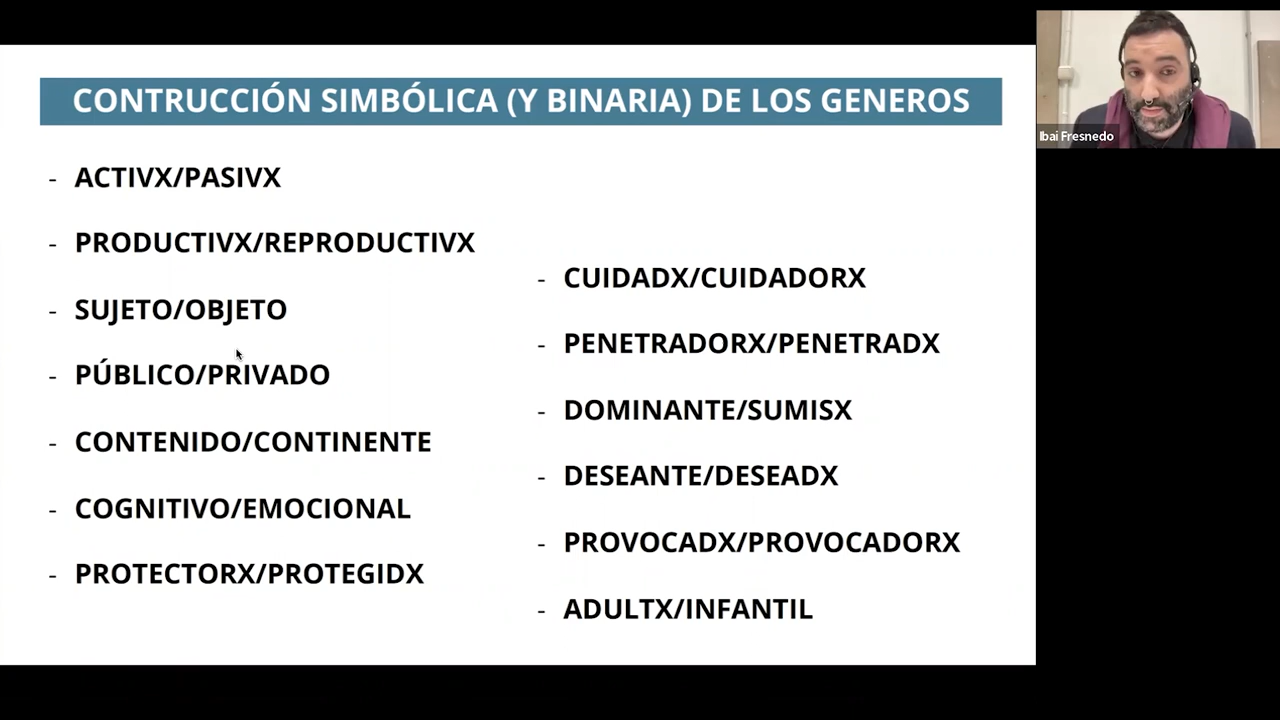 CONTRUCCIÓN SIMBÓLICA (Y BINARIA) DE LOS GENEROS
- ACTIVX/PASIVX
- PRODUCTIVX/REPRODUCTIVX
- SUJETO/OBJETO
- PÚBLICO/PRIVADO
- CONTENIDO/CONTINENTE
- COGNITIVO/EMOCIONAL
- PROTECTORX/PROTEGIDX
- CUIDADX/CUIDADORX
- PENETRADORX/PENETRADX
- DOMINANTE/SUMISX
- DESEANTE/DESEADX
- PROVOCADX/PROVOCADORX
- ADULTX/INFANTIL
Ibai Fresnedo